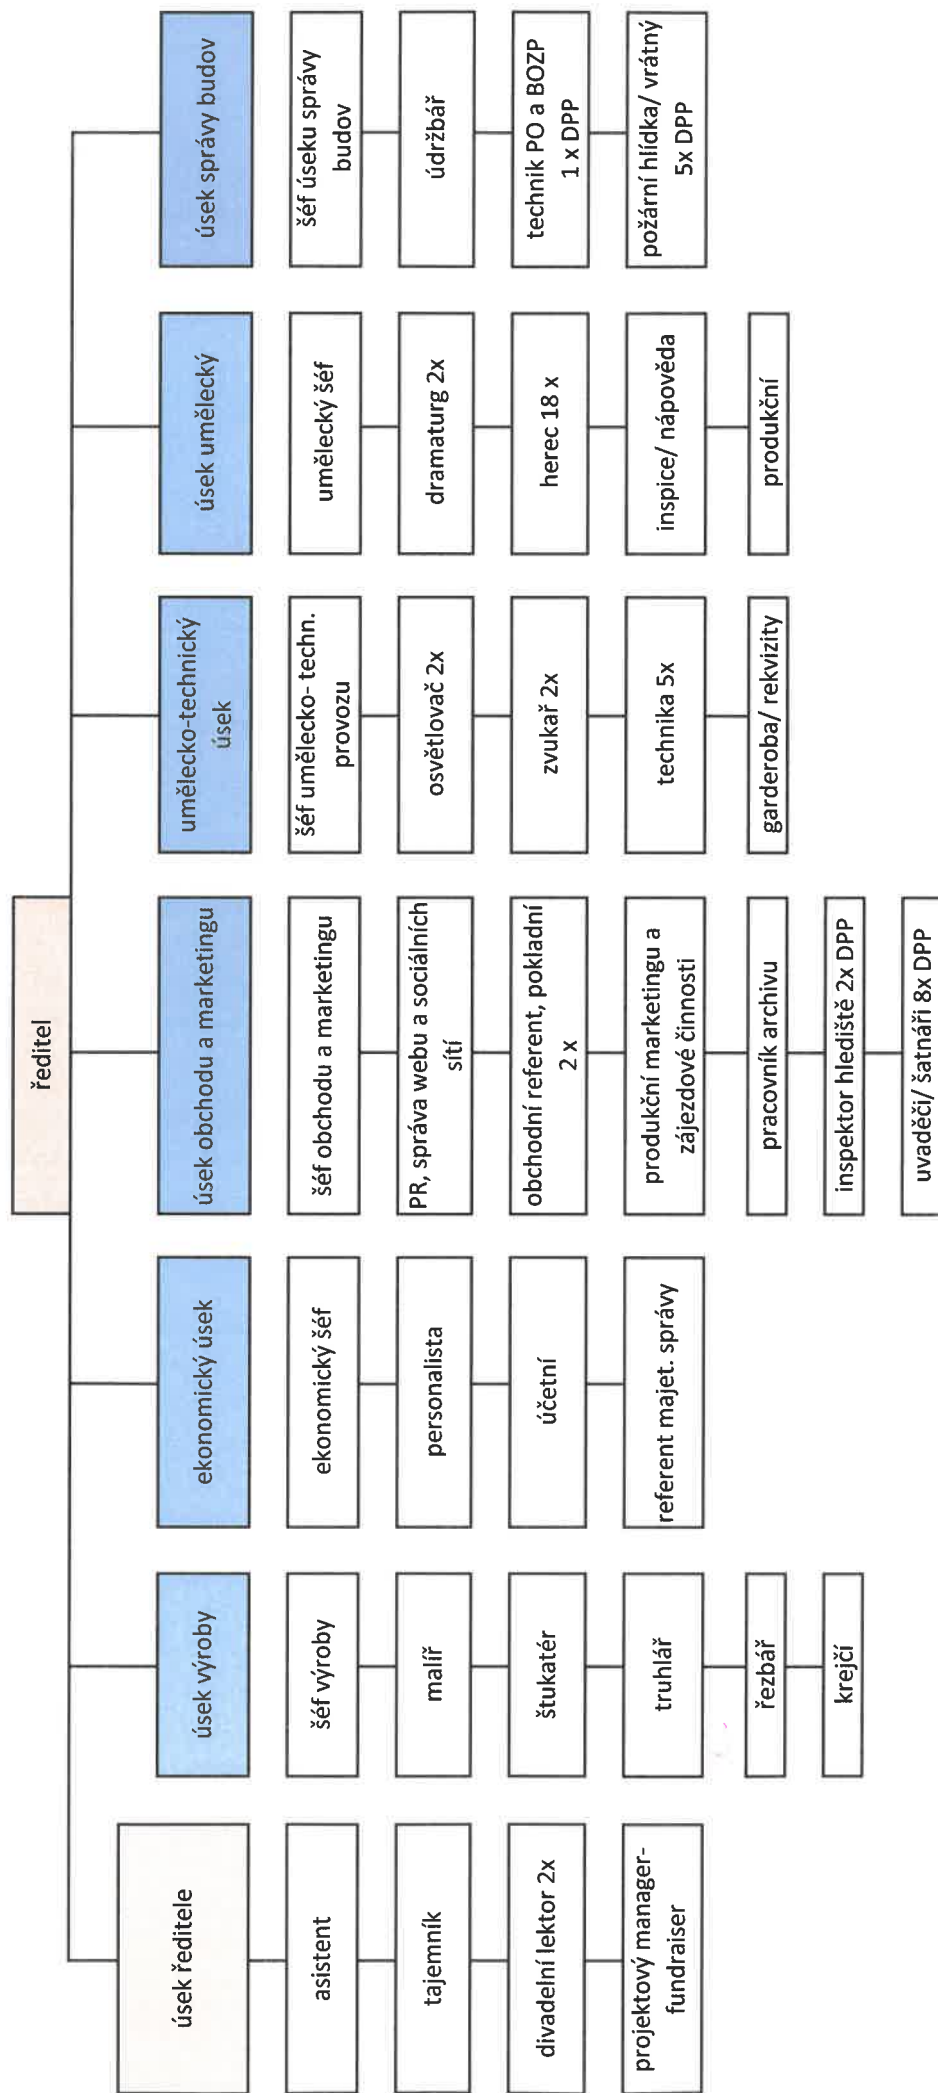 ředitel
úsek ředitele
asistent
tajemník
divadelní lektor 2x
projektový manager-
fundraiser
úsek výroby
šéf výroby
malíř
štukatér
truhlář
řezbář
krejčí
ekonomický úsek
ekonomický šéf
personalista
účetní
referent majet. správy
úsek obchodu a marketingu
šéf obchodu a marketingu
PR, správa webu a sociálních
sítí
obchodní referent, pokladní
2 x
produkční marketingu a
zájezdové činnosti
pracovník archivu
inspektor hlediště 2x DPP
uvaděči/ šatnáři 8x DPP
umělecko-technický
úsek
šéf umělecko- techn.
provozu
osvětlovač 2x
zvukař 2x
technika 5x
garderoba/ rekvizity
úsek umělecký
umělecký šéf
dramaturg 2x
herec 18 x
inspice/ nápověda
produkční
úsek správy budov
šéf úseku správy
budov
údržbář
technik PO a BOZP
1 x DPP
požární hlídka/ vrátný
5x DPP